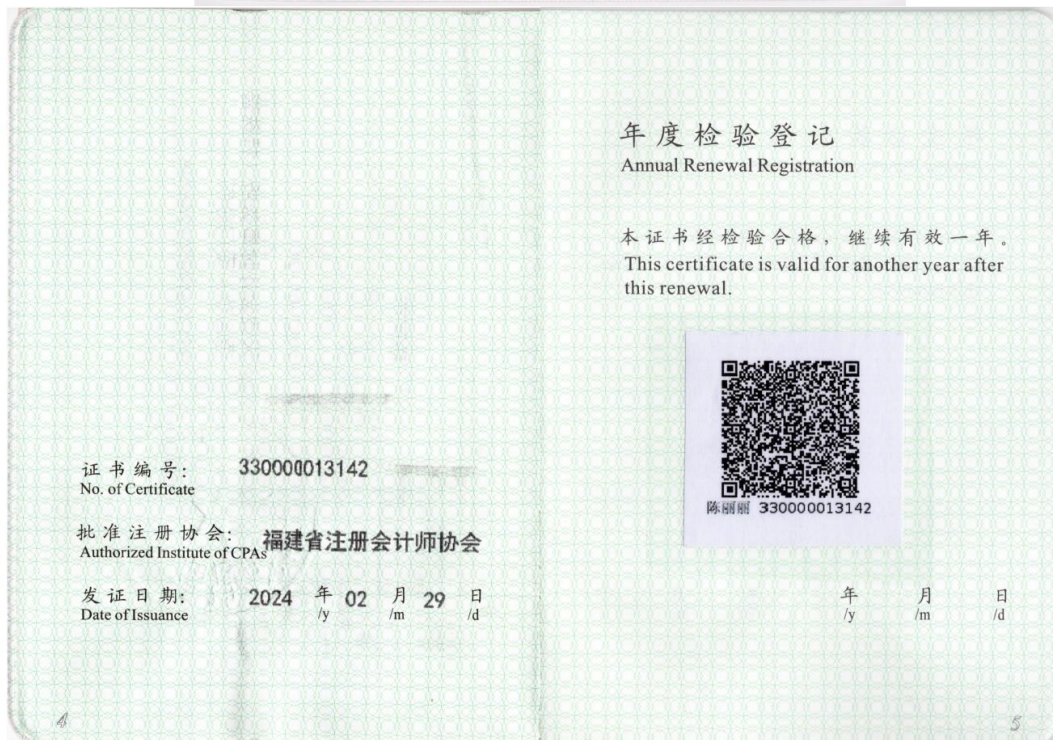 证书编号: 330000013142
No. of Certificate
批准注册协会: 福建省注册会计师协会
Authorized Institute of CPAs
发证日期: 2024 年 02 月 29 日
Date of Issuance /y /m /d
4
年度检验登记
Annual Renewal Registration
本证书经检验合格，继续有效一年。
This certificate is valid for another year after
this renewal.
陈丽丽 330000013142
年 月 日
/y /m /d
5